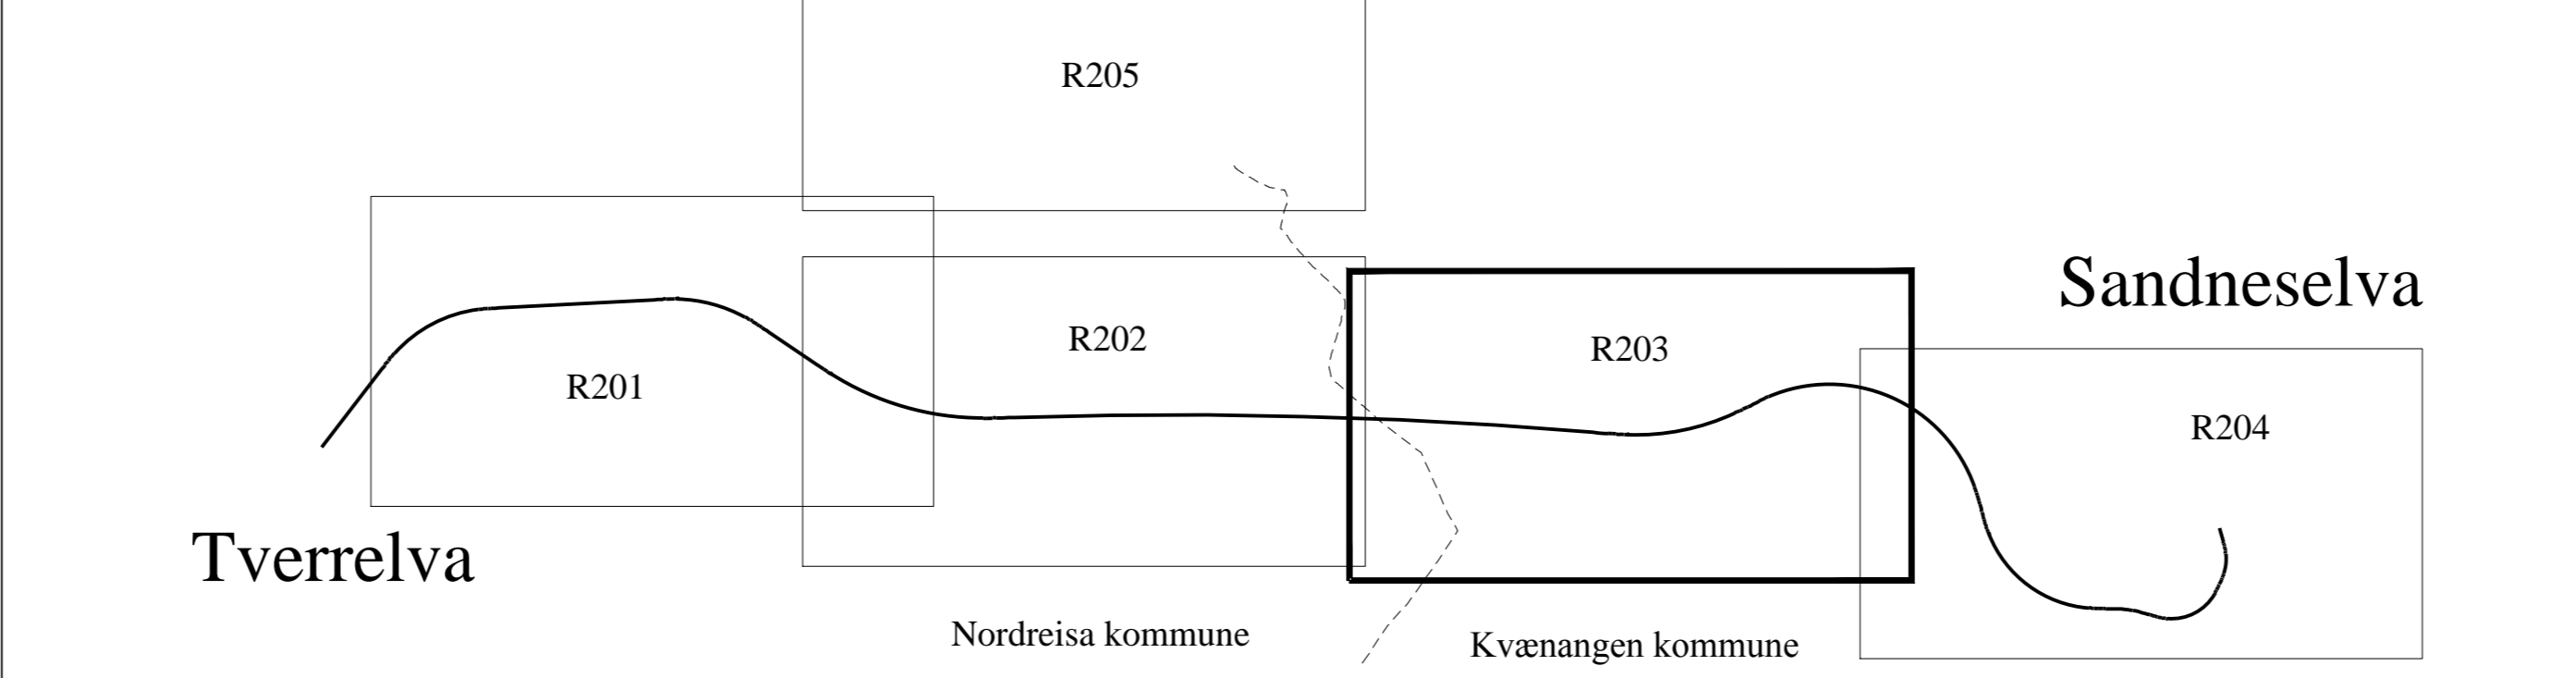 R205
Sandneselva
R202
R203
R201
R204
Tverrelva
Nordreisa kommune
Kvænangen kommune